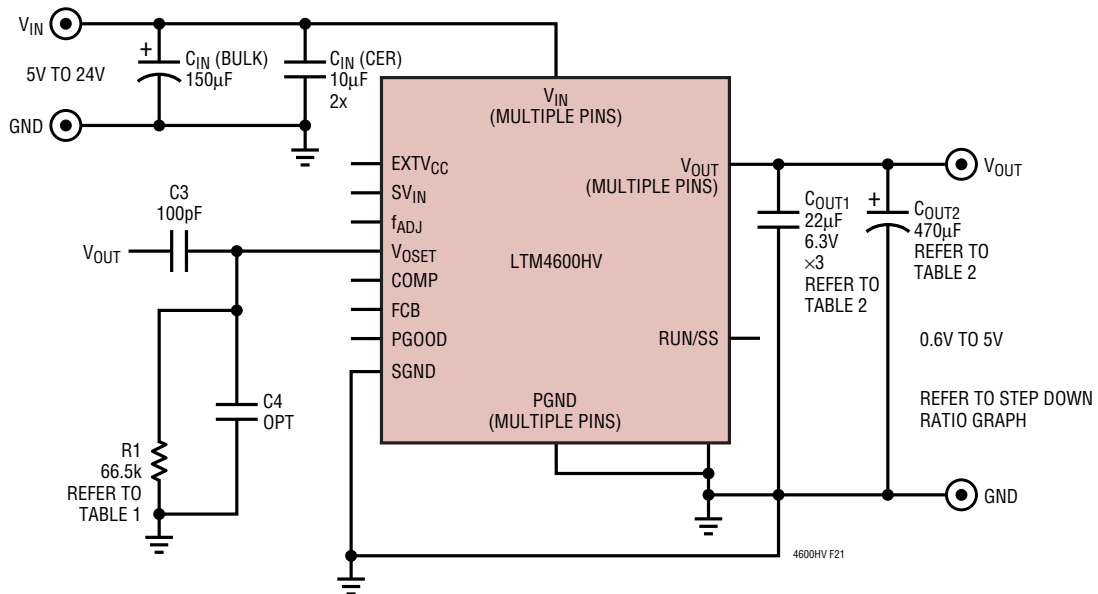 VIN
5V TO 24V
GND
+
CIN (BULK)
150µF
CIN (CER)
10µF
2x
VIN
(MULTIPLE PINS)
EXTVCC
SVIN
fADJ
VOSET
COMP
FCB
PGOOD
SGND
LTM4600HV
VOUT
(MULTIPLE PINS)
RUN/SS
PGND
(MULTIPLE PINS)
C3
100pF
VOUT
C4
OPT
R1
66.5k
REFER TO
TABLE 1
COUT1
22µF
6.3V
×3
REFER TO
TABLE 2
+
COUT2
470µF
REFER TO
TABLE 2
VOUT
0.6V TO 5V
REFER TO STEP DOWN
RATIO GRAPH
GND
4600HV F21